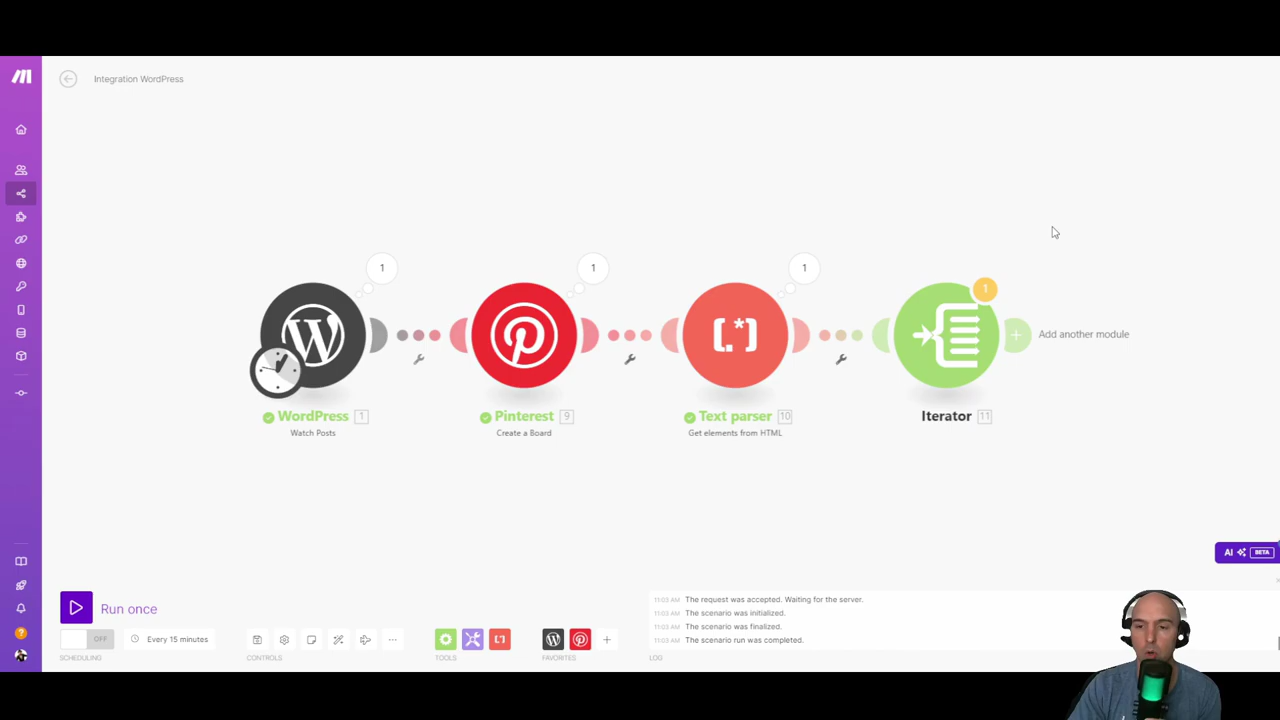 Integration WordPress
1
1
1
1
Add another module
WordPress 1
Watch Posts
Pinterest 9
Create a Board
Text parser 10
Get elements from HTML
Iterator 11
AI BETA
Run once
OFF
Every 15 minutes
SCHEDULING
CONTROLS
TOOLS
FAVORITES
11:03 AM The request was accepted. Waiting for the server.
11:03 AM The scenario was initialized.
11:03 AM The scenario was finalized.
11:03 AM The scenario run was completed.
LOG